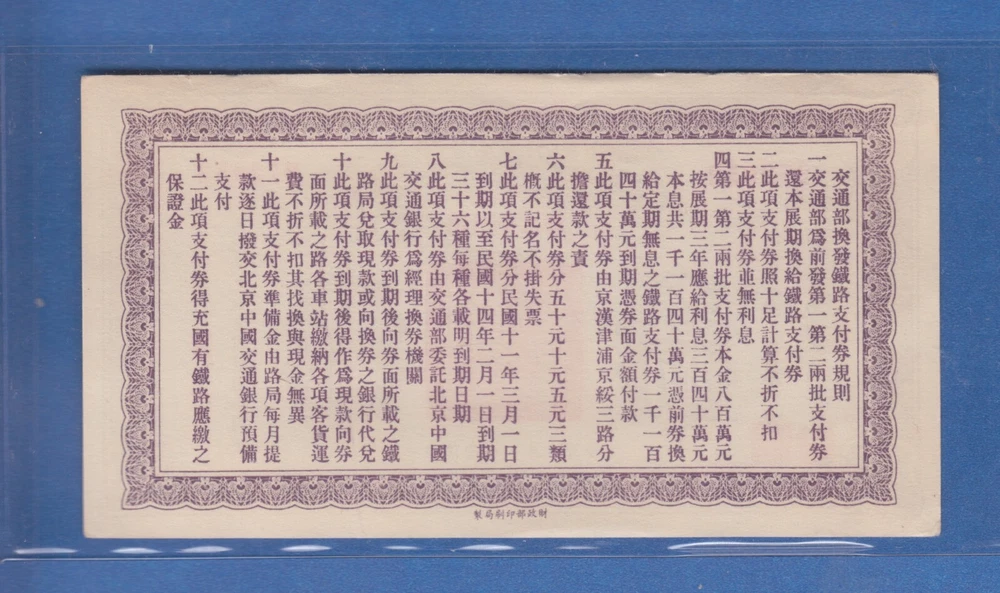 交通部換發鐵路支付券規則
一交通部爲前發第一第二兩批支付券
還本展期換給鐵路支付券
二此項支付券照十足計算不折不扣
三此項支付券並無利息
四第一第二兩批支付券本金八百萬元
按展期三年應給利息三百四十萬元
本息共一千一百四十萬元憑前券換
給定期無息之鐵路支付券一千一百
四十萬元到期憑券面金額付款
五此項支付券由京漢津浦京綏三路分
擔還款之責
六此項支付券分五十元十元五元三類
概不記名不掛失票
七此項支付券分民國十一年三月一日
到期以至民國十四年二月一日到期
三十六種每種各載明到期日期
八此項支付券由交通部委託北京中國
交通銀行爲經理換券機關
九此項支付券到期後向券面所載之鐵
路局兌取現款或向換券之銀行代兌
十此項支付券到期後得作爲現款向券
面所載之路各車站繳納各項客貨運
費不折不扣其找換與現金無異
十一此項支付券準備金由路局每月提
款逐日撥交北京中國交通銀行預備
支付
十二此項支付券得充國有鐵路應繳之
保證金
財政部印刷局製